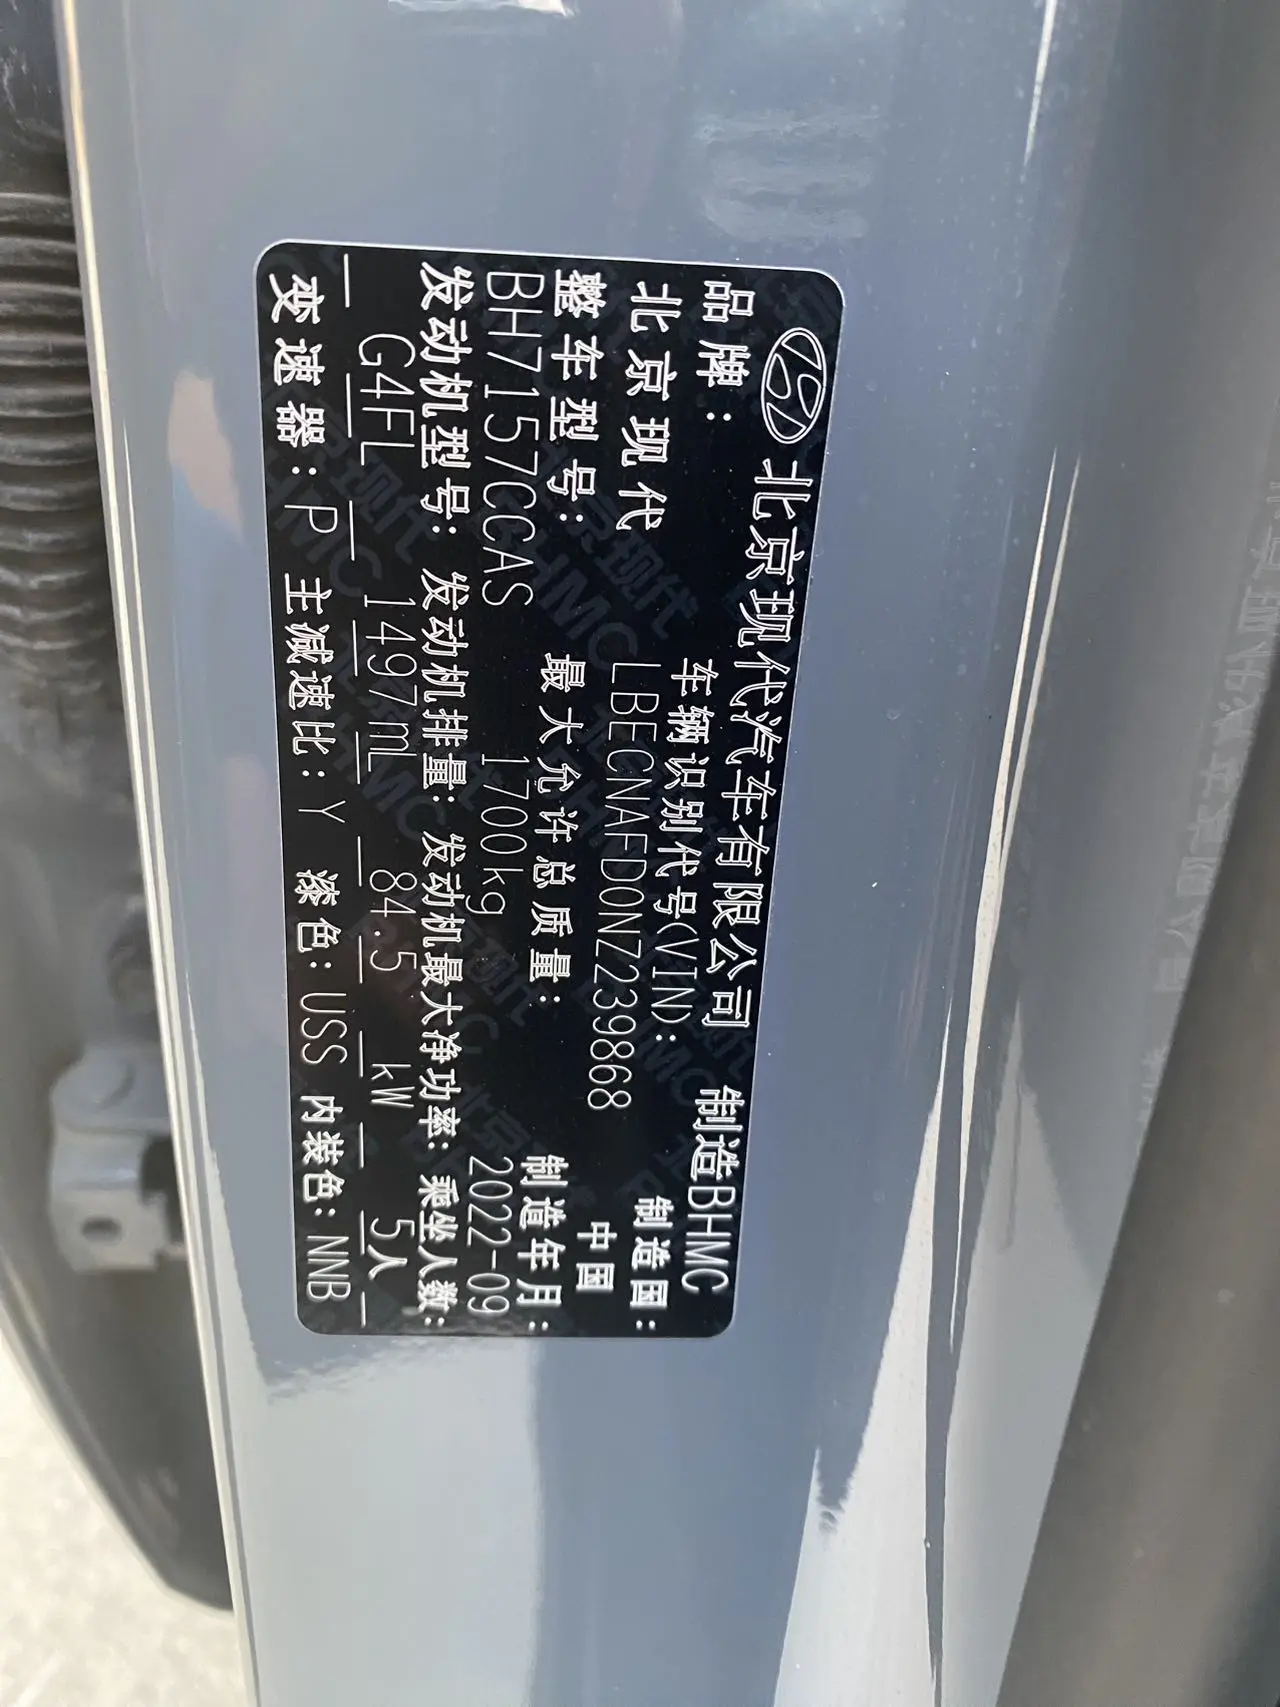 北京现代汽车有限公司 制造BHMC
品牌: 车辆识别代号(VIN): 制造国:
北京现代 LBECNAFD0NZ239868 中国
整车型号: 最大允许总质量: 制造年月:
BH7157CCAS 1700kg 2022-09
发动机型号: 发动机排量: 发动机最大净功率: 乘坐人数:
G4FL 1497mL 84.5 kW 5人
变速器: P 主减速比: Y 漆色: USS 内装色: NNB